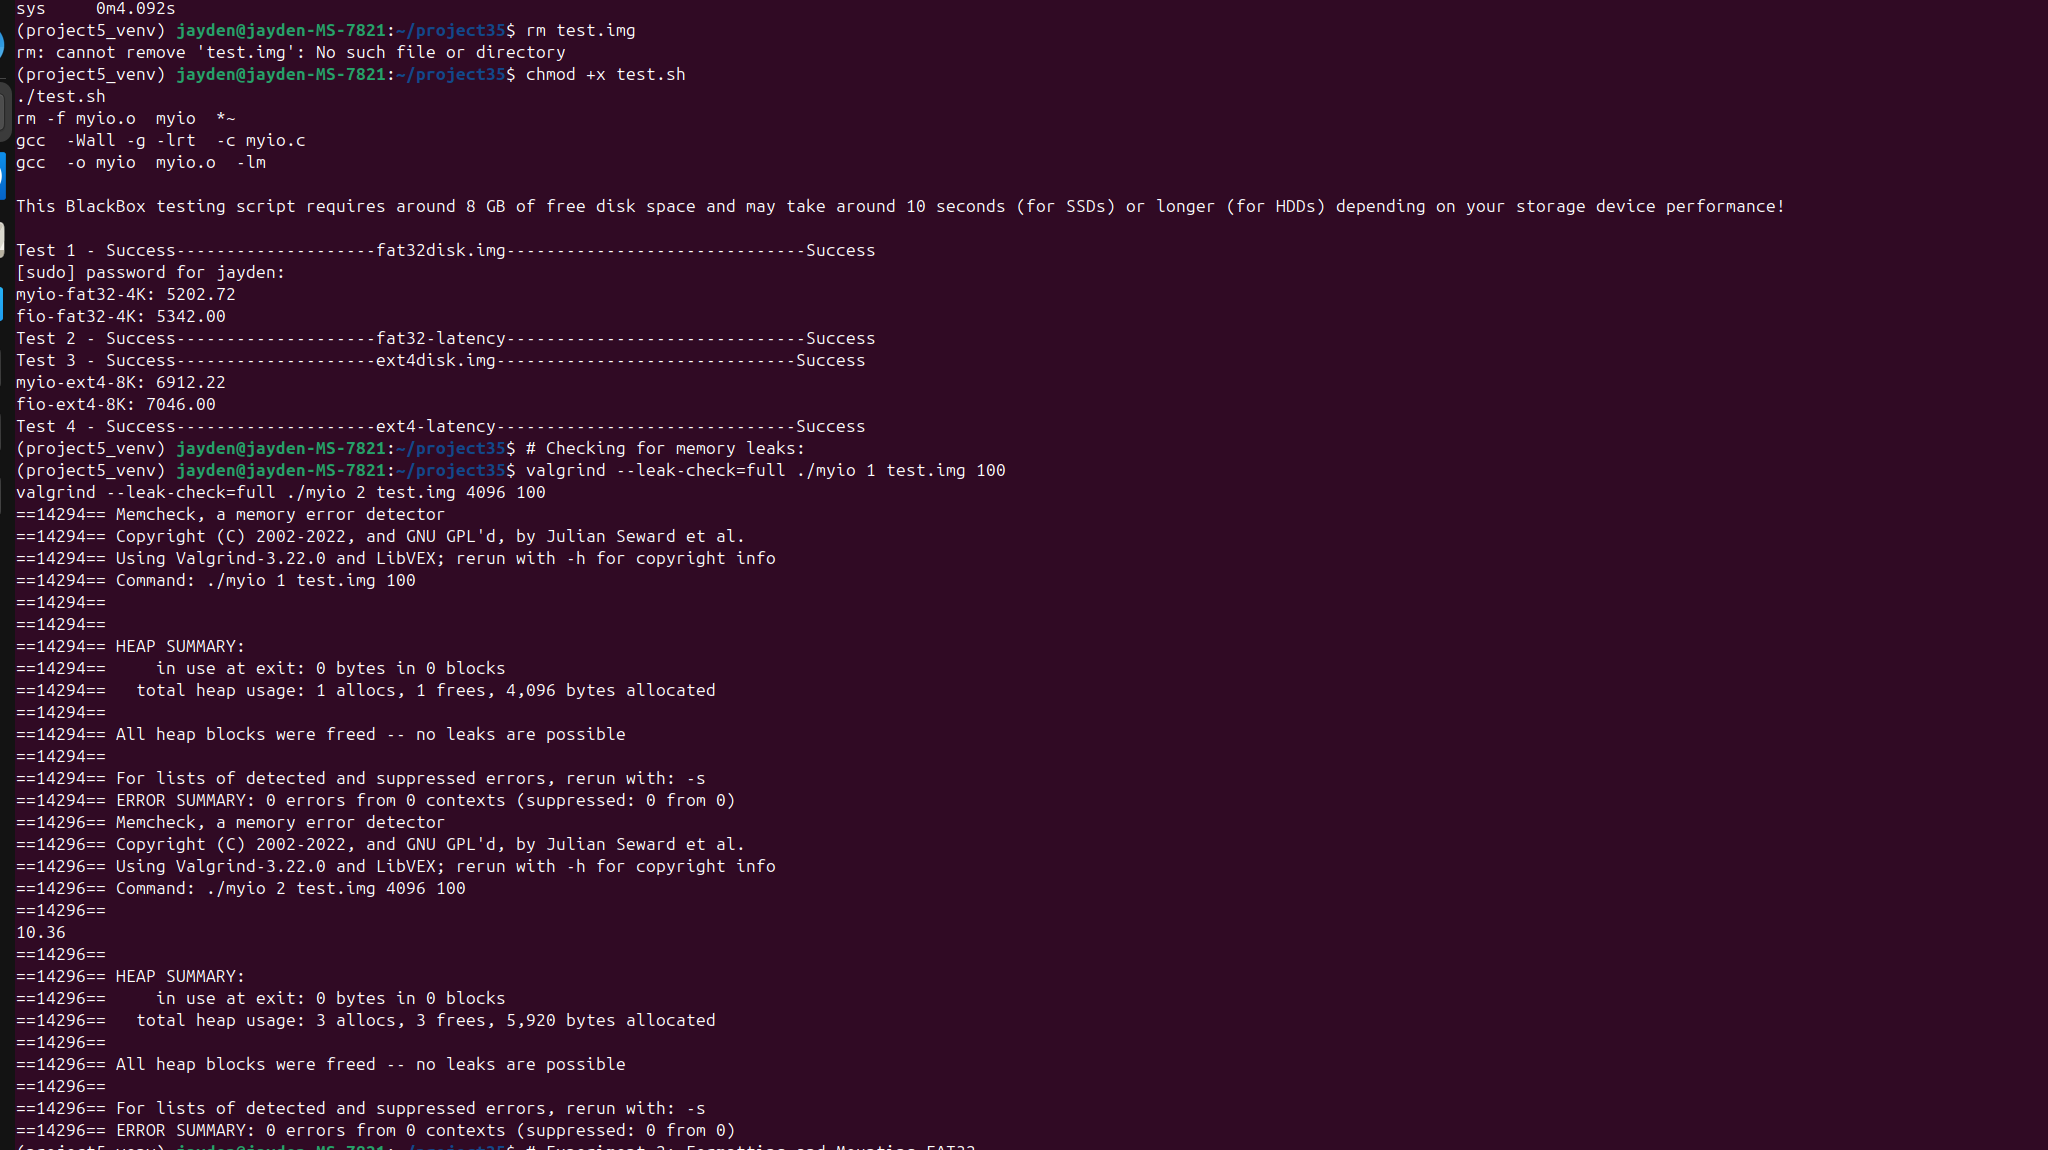 sys     0m4.092s
(project5_venv) jayden@jayden-MS-7821:~/project35$ rm test.img
rm: cannot remove 'test.img': No such file or directory
(project5_venv) jayden@jayden-MS-7821:~/project35$ chmod +x test.sh
./test.sh
rm -f myio.o  myio  *~
gcc  -Wall -g -lrt  -c myio.c
gcc  -o myio  myio.o  -lm
This BlackBox testing script requires around 8 GB of free disk space and may take around 10 seconds (for SSDs) or longer (for HDDs) depending on your storage device performance!
Test 1 - Success--------------------fat32disk.img------------------------------Success
[sudo] password for jayden:
myio-fat32-4K: 5202.72
fio-fat32-4K: 5342.00
Test 2 - Success--------------------fat32-latency------------------------------Success
Test 3 - Success--------------------ext4disk.img------------------------------Success
myio-ext4-8K: 6912.22
fio-ext4-8K: 7046.00
Test 4 - Success--------------------ext4-latency------------------------------Success
(project5_venv) jayden@jayden-MS-7821:~/project35$ # Checking for memory leaks:
(project5_venv) jayden@jayden-MS-7821:~/project35$ valgrind --leak-check=full ./myio 1 test.img 100
valgrind --leak-check=full ./myio 2 test.img 4096 100
==14294== Memcheck, a memory error detector
==14294== Copyright (C) 2002-2022, and GNU GPL'd, by Julian Seward et al.
==14294== Using Valgrind-3.22.0 and LibVEX; rerun with -h for copyright info
==14294== Command: ./myio 1 test.img 100
==14294==
==14294==
==14294== HEAP SUMMARY:
==14294==     in use at exit: 0 bytes in 0 blocks
==14294==   total heap usage: 1 allocs, 1 frees, 4,096 bytes allocated
==14294==
==14294== All heap blocks were freed -- no leaks are possible
==14294==
==14294== For lists of detected and suppressed errors, rerun with: -s
==14294== ERROR SUMMARY: 0 errors from 0 contexts (suppressed: 0 from 0)
==14296== Memcheck, a memory error detector
==14296== Copyright (C) 2002-2022, and GNU GPL'd, by Julian Seward et al.
==14296== Using Valgrind-3.22.0 and LibVEX; rerun with -h for copyright info
==14296== Command: ./myio 2 test.img 4096 100
==14296==
10.36
==14296==
==14296== HEAP SUMMARY:
==14296==     in use at exit: 0 bytes in 0 blocks
==14296==   total heap usage: 3 allocs, 3 frees, 5,920 bytes allocated
==14296==
==14296== All heap blocks were freed -- no leaks are possible
==14296==
==14296== For lists of detected and suppressed errors, rerun with: -s
==14296== ERROR SUMMARY: 0 errors from 0 contexts (suppressed: 0 from 0)
(project5_venv) jayden@jayden-MS-7821:~/project35$ #